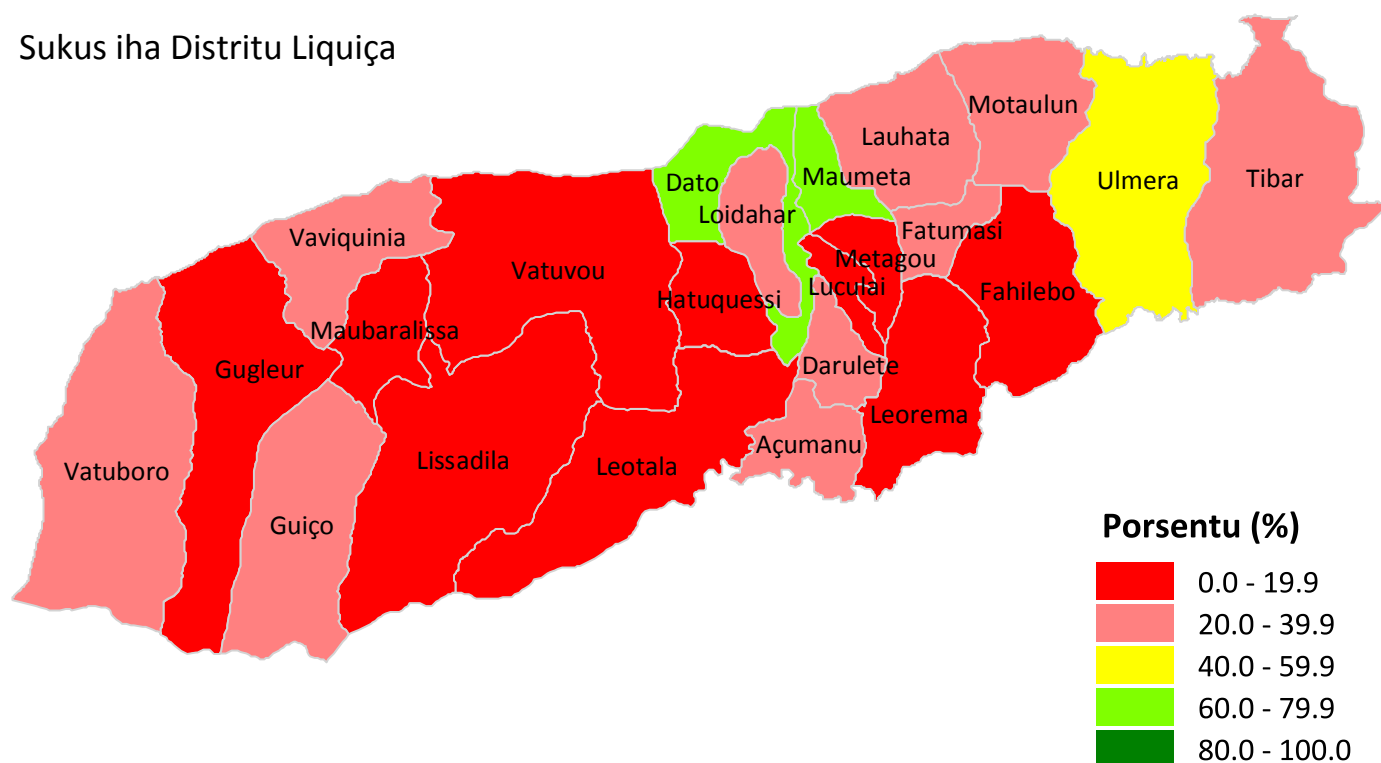 Sukus iha Distritu Liquiça
Motaulun
Lauhata
Maumeta
Ulmera
Tibar
Dato
Loidahar
Fatumasi
Vaviquinia
Metagou
Vatuvou
Luculai
Fahilebo
Hatuquessi
Maubaralissa
Gugleur
Darulete
Leorema
Açumanu
Lissadila
Leotala
Vatuboro
Guiço
Porsentu (%)
0.0 - 19.9
20.0 - 39.9
40.0 - 59.9
60.0 - 79.9
80.0 - 100.0